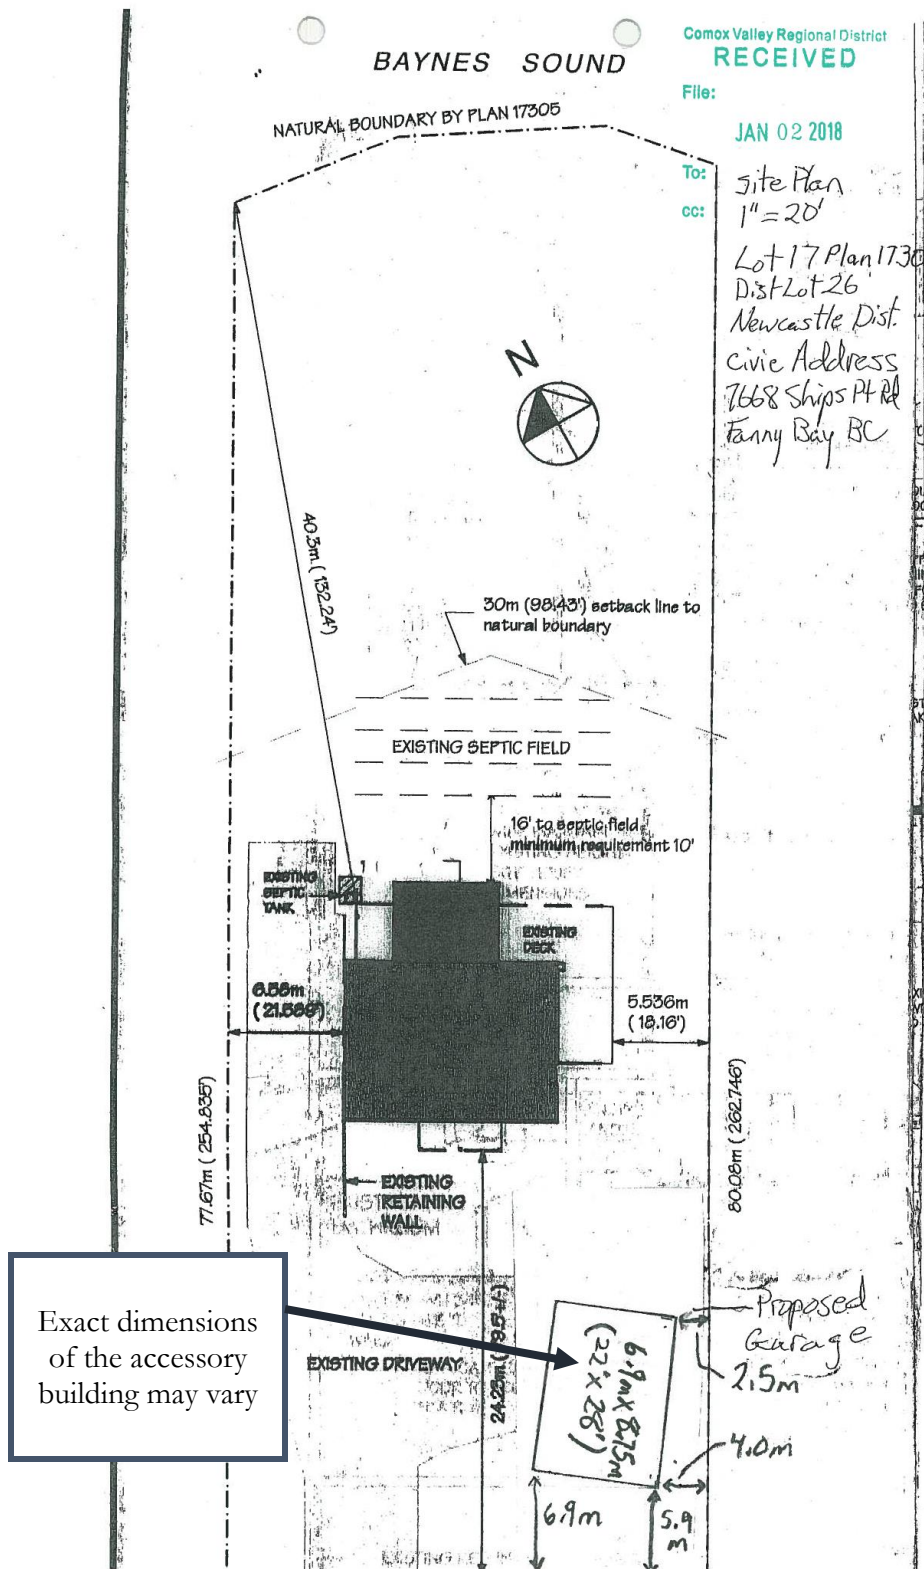 BAYNES SOUND
Comox Valley Regional District
RECEIVED
File:
JAN 02 2018
To:
cc:
NATURAL BOUNDARY BY PLAN 17305
Site Plan
1" = 20'
Lot 17 Plan 1730
Dist Lot 26
Newcastle Dist.
Civic Address
7668 Ships Pt Rd
Fanny Bay BC
N
40.3m. ( 132.24')
30m (98.43') setback line to
natural boundary
EXISTING SEPTIC FIELD
16' to septic field
minimum requirement 10'
EXISTING
SEPTIC
TANK
EXISTING
DECK
6.58m
( 21.588')
5.536m
( 18.16')
77.67m ( 254.835')
80.08m ( 262.746')
EXISTING
RETAINING
WALL
Exact dimensions
of the accessory
building may vary
EXISTING DRIVEWAY
6.9m x 8.75m
(22' x 28')
Proposed
Garage
2.5m
4.0m
6.9m
5.9
m